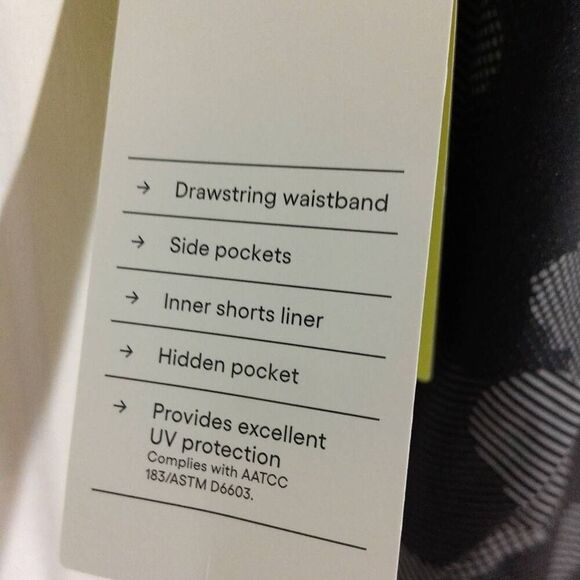 → Drawstring waistband
→ Side pockets
→ Inner shorts liner
→ Hidden pocket
→ Provides excellent
UV protection
Complies with AATCC
183/ASTM D6603.